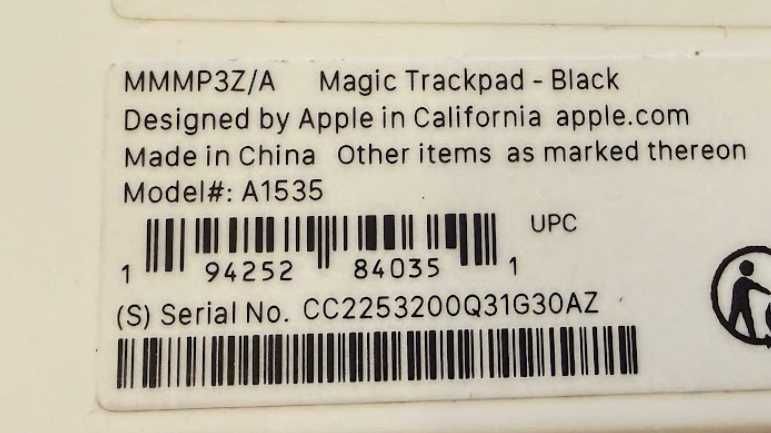 MMMP3Z/A Magic Trackpad - Black
Designed by Apple in California apple.com
Made in China Other items as marked thereon
Model#: A1535
UPC
1 94252 84035 1
(S) Serial No. CC2253200Q31G30AZ